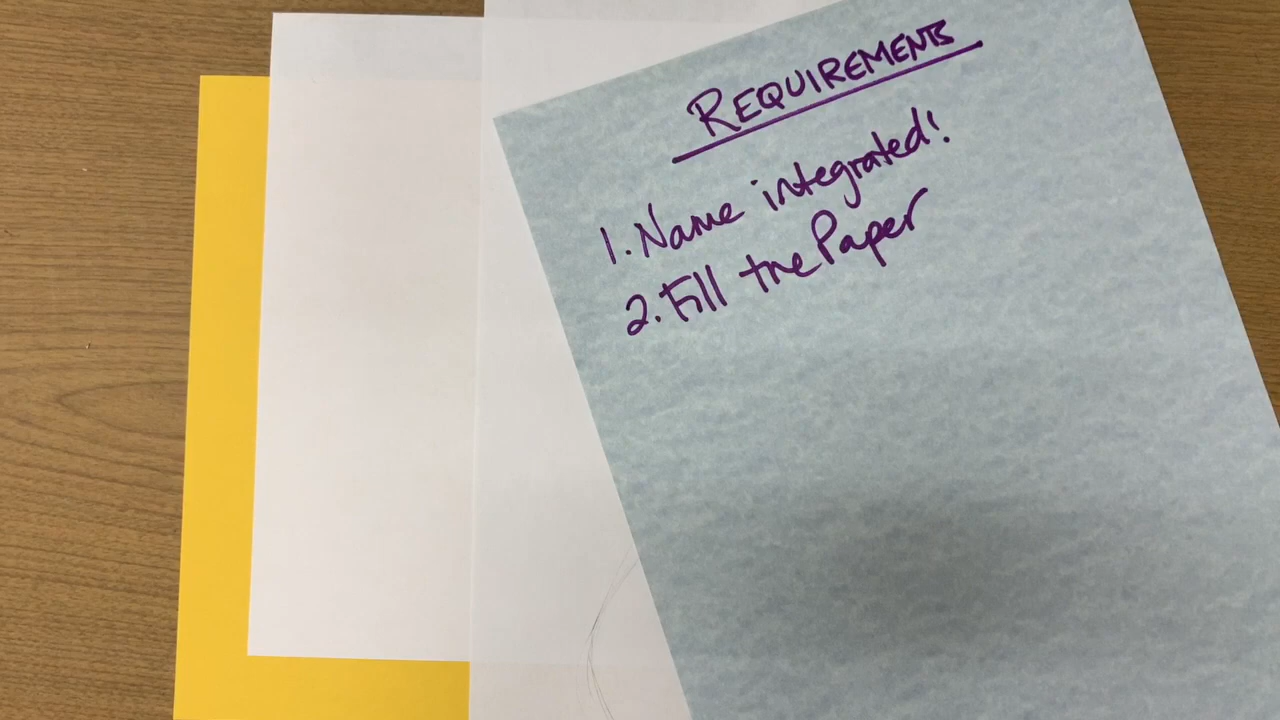 REQUIREMENTS
1. Name integrated!
2. Fill the Paper